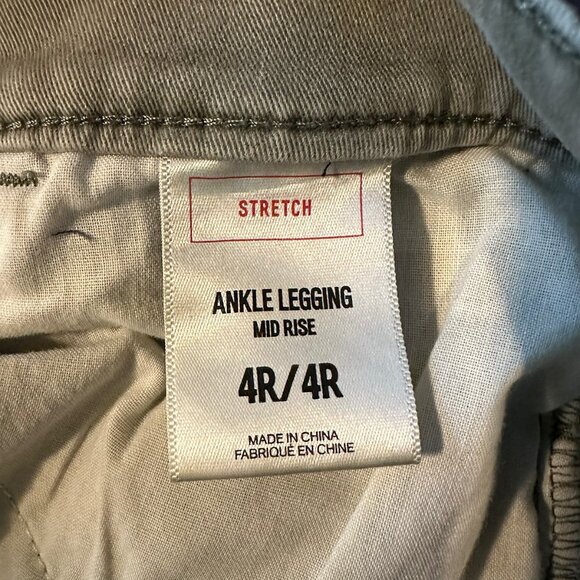 STRETCH
ANKLE LEGGING
MID RISE
4R/4R
MADE IN CHINA
FABRIQUÉ EN CHINE